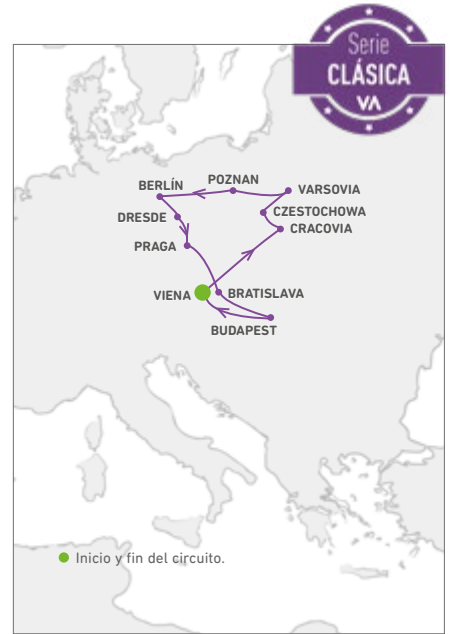 Serie
CLÁSICA
VA
BERLÍN
POZNAN
VARSOVIA
DRESDE
CZESTOCHOWA
CRACOVIA
PRAGA
VIENA
BRATISLAVA
BUDAPEST
Inicio y fin del circuito.